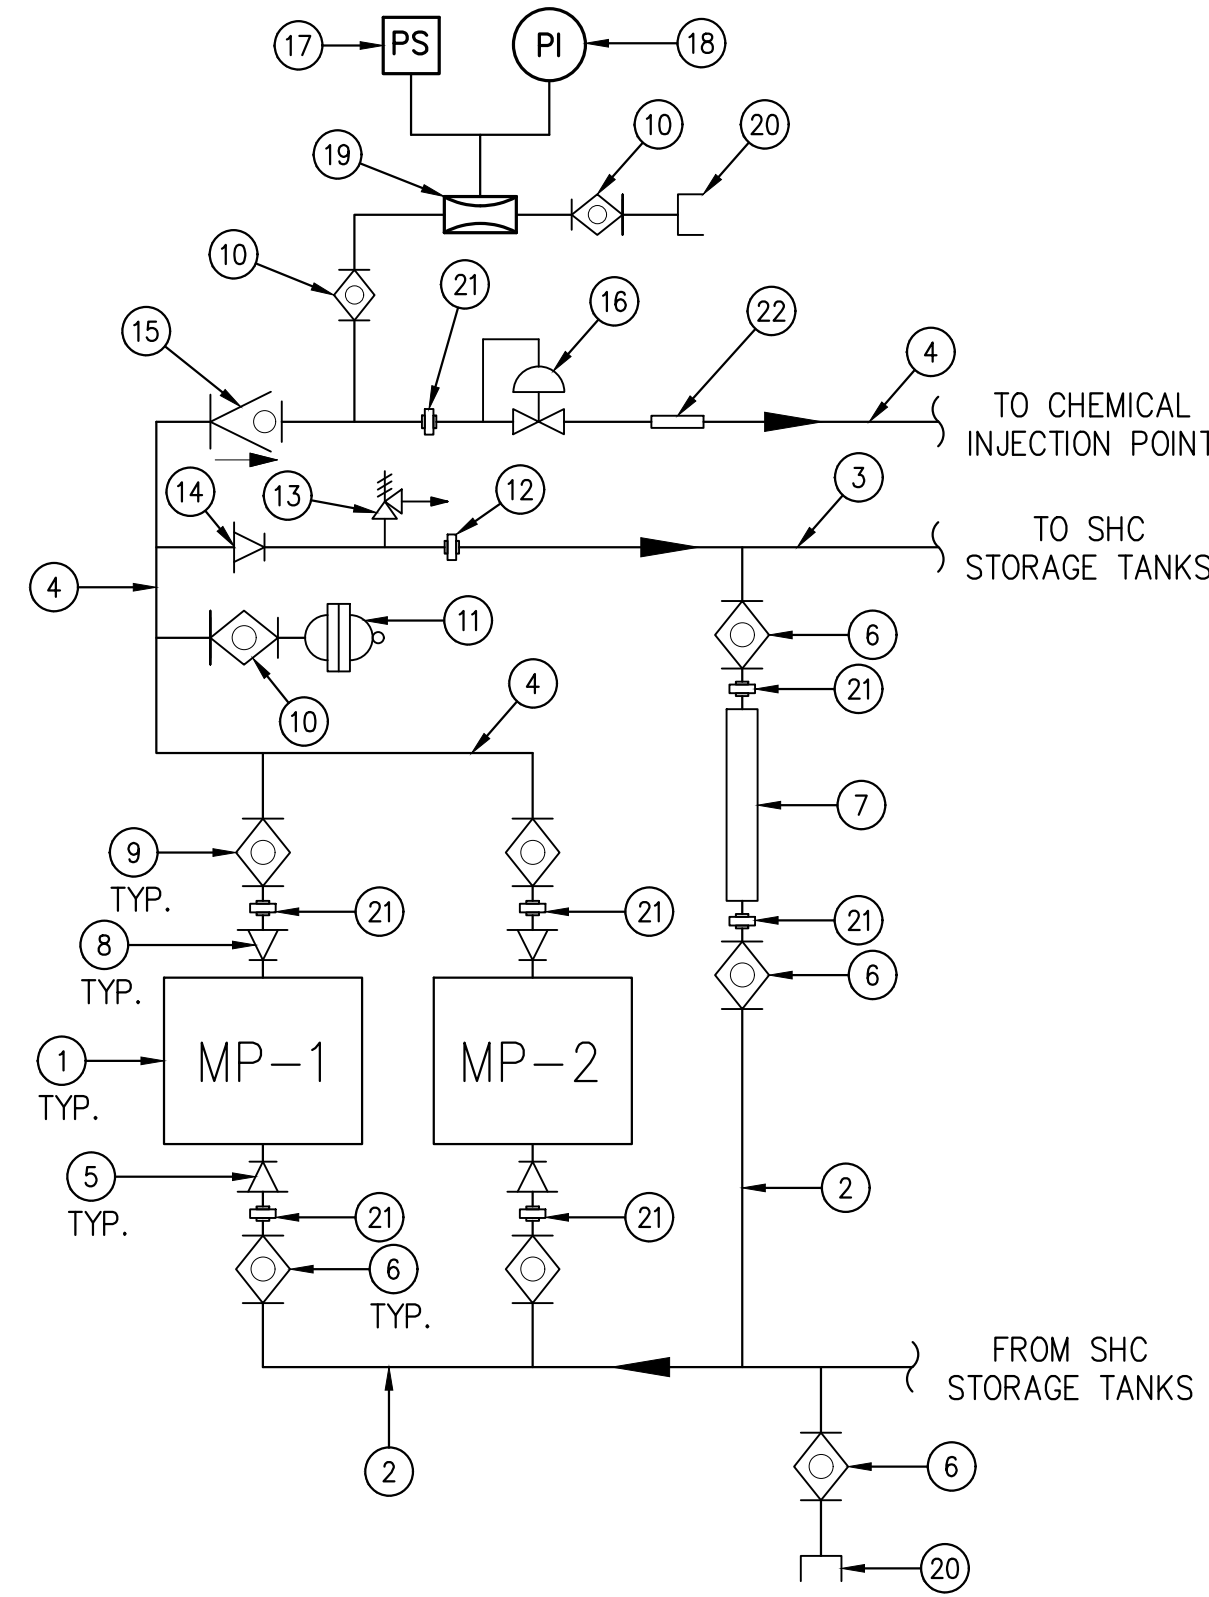 17
PS
PI
18
10
20
19
10
21
16
22
15
4
TO CHEMICAL
INJECTION POINT
14
13
12
3
TO SHC
STORAGE TANKS
4
11
6
10
4
21
7
9
TYP.
21
21
21
8
TYP.
6
MP-1
MP-2
1
TYP.
5
TYP.
2
21
21
6
TYP.
FROM SHC
STORAGE TANKS
2
6
20